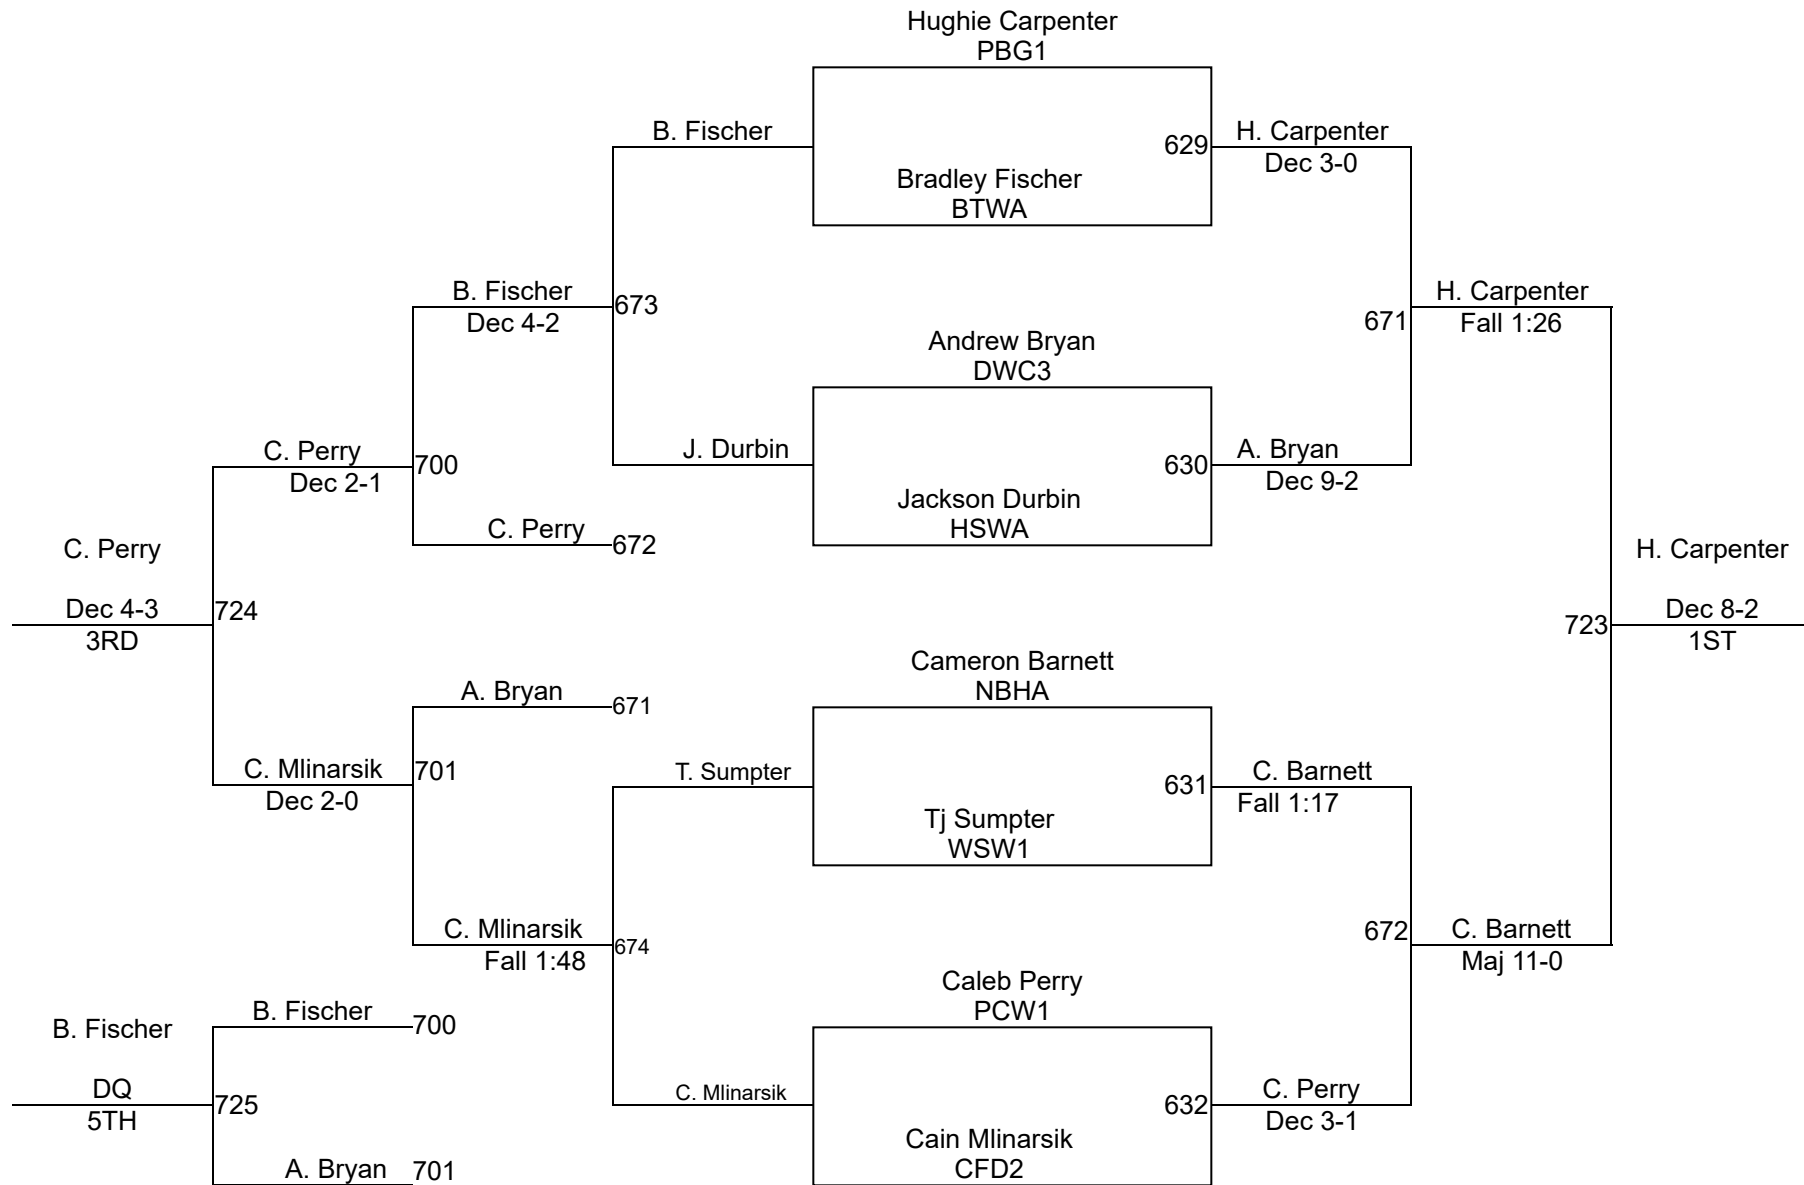 Hughie Carpenter
PBG1
B. Fischer
629
H. Carpenter
Dec 3-0
Bradley Fischer
BTWA
B. Fischer
Dec 4-2
673
H. Carpenter
Fall 1:26
671
Andrew Bryan
DWC3
C. Perry
Dec 2-1
700
J. Durbin
630
A. Bryan
Dec 9-2
Jackson Durbin
HSWA
C. Perry
672
C. Perry
Dec 4-3
3RD
724
H. Carpenter
Dec 8-2
1ST
723
Cameron Barnett
NBHA
A. Bryan
671
C. Mlinarsik
Dec 2-0
701
T. Sumpter
631
C. Barnett
Fall 1:17
Tj Sumpter
WSW1
C. Mlinarsik
Fall 1:48
674
672
C. Barnett
Maj 11-0
Caleb Perry
PCW1
B. Fischer
700
B. Fischer
DQ
5TH
725
C. Mlinarsik
632
C. Perry
Dec 3-1
Cain Mlinarsik
CFD2
A. Bryan
701